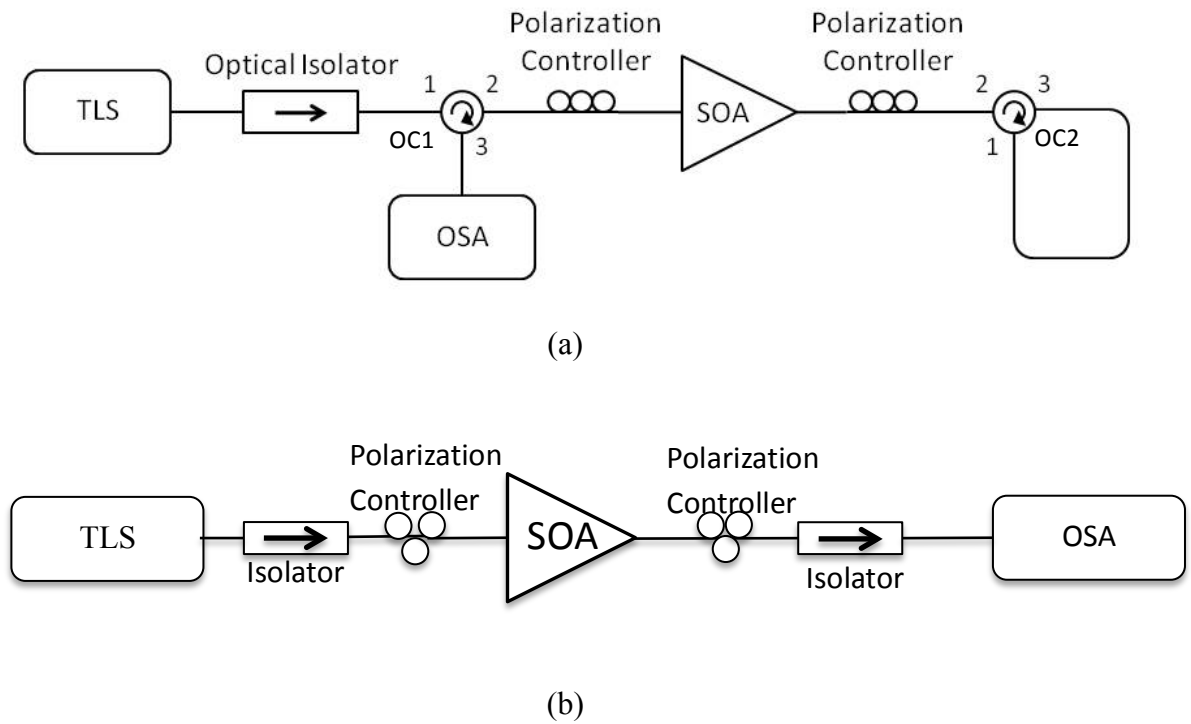 Polarization
Controller
Polarization
Controller
Optical Isolator
TLS
1
2
SOA
2
3
OC1
3
1
OC2
OSA
(a)
Polarization
Controller
Polarization
Controller
TLS
Isolator
SOA
Isolator
OSA
(b)